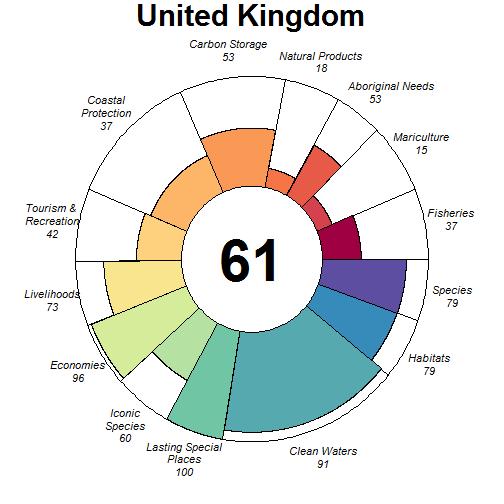 United Kingdom
Carbon Storage
53
Natural Products
18
Aboriginal Needs
53
Mariculture
15
Fisheries
37
Species
79
Habitats
79
Clean Waters
91
Lasting Special
Places
100
Iconic
Species
60
Economies
96
Livelihoods
73
Tourism &
Recreation
42
Coastal
Protection
37
61